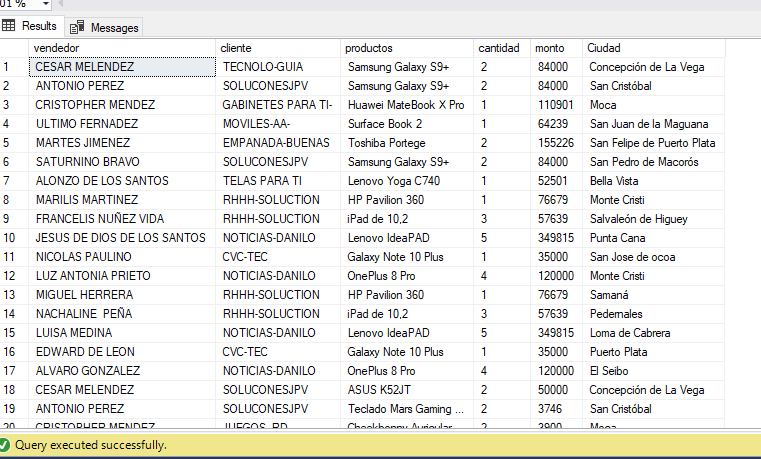 01 %
Results Messages
vendedor cliente productos cantidad monto Ciudad
1 CESAR MELENDEZ TECNOLO-GUIA Samsung Galaxy S9+ 2 84000 Concepción de La Vega
2 ANTONIO PEREZ SOLUCONESJPV Samsung Galaxy S9+ 2 84000 San Cristóbal
3 CRISTOPHER MENDEZ GABINETES PARA TI- Huawei MateBook X Pro 1 110901 Moca
4 ULTIMO FERNADEZ MOVILES-AA- Surface Book 2 1 64239 San Juan de la Maguana
5 MARTES JIMENEZ EMPANADA-BUENAS Toshiba Portege 2 155226 San Felipe de Puerto Plata
6 SATURNINO BRAVO SOLUCONESJPV Samsung Galaxy S9+ 2 84000 San Pedro de Macorós
7 ALONZO DE LOS SANTOS TELAS PARA TI Lenovo Yoga C740 1 52501 Bella Vista
8 MARILIS MARTINEZ RHHH-SOLUCTION HP Pavilion 360 1 76679 Monte Cristi
9 FRANCELIS NUÑEZ VIDA RHHH-SOLUCTION iPad de 10,2 3 57639 Salvaleón de Higuey
10 JESUS DE DIOS DE LOS SANTOS NOTICIAS-DANILO Lenovo IdeaPAD 5 349815 Punta Cana
11 NICOLAS PAULINO CVC-TEC Galaxy Note 10 Plus 1 35000 San Jose de ocoa
12 LUZ ANTONIA PRIETO NOTICIAS-DANILO OnePlus 8 Pro 4 120000 Monte Cristi
13 MIGUEL HERRERA RHHH-SOLUCTION HP Pavilion 360 1 76679 Samaná
14 NACHALINE PEÑA RHHH-SOLUCTION iPad de 10,2 3 57639 Pedernales
15 LUISA MEDINA NOTICIAS-DANILO Lenovo IdeaPAD 5 349815 Loma de Cabrera
16 EDWARD DE LEON CVC-TEC Galaxy Note 10 Plus 1 35000 Puerto Plata
17 ALVARO GONZALEZ NOTICIAS-DANILO OnePlus 8 Pro 4 120000 El Seibo
18 CESAR MELENDEZ SOLUCONESJPV ASUS K52JT 2 50000 Concepción de La Vega
19 ANTONIO PEREZ SOLUCONESJPV Teclado Mars Gaming ... 2 3746 San Cristóbal
20 CRISTOPHER MENDEZ 2 3900 Moca
Query executed successfully.